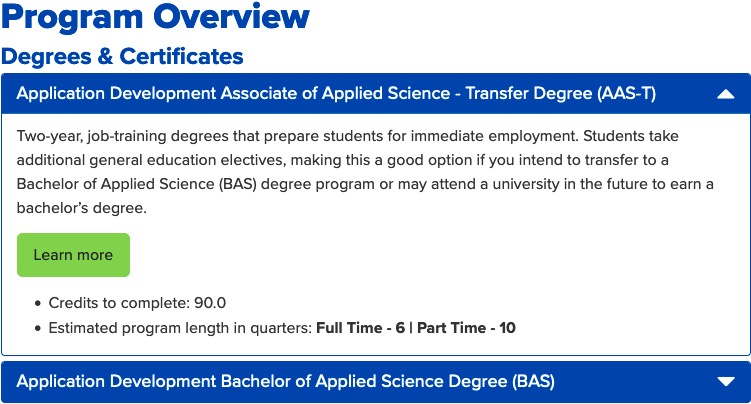 Program Overview
Degrees & Certificates
Application Development Associate of Applied Science - Transfer Degree (AAS-T)
Two-year, job-training degrees that prepare students for immediate employment. Students take
additional general education electives, making this a good option if you intend to transfer to a
Bachelor of Applied Science (BAS) degree program or may attend a university in the future to earn a
bachelor’s degree.
Learn more
• Credits to complete: 90.0
• Estimated program length in quarters: Full Time - 6 | Part Time - 10
Application Development Bachelor of Applied Science Degree (BAS)